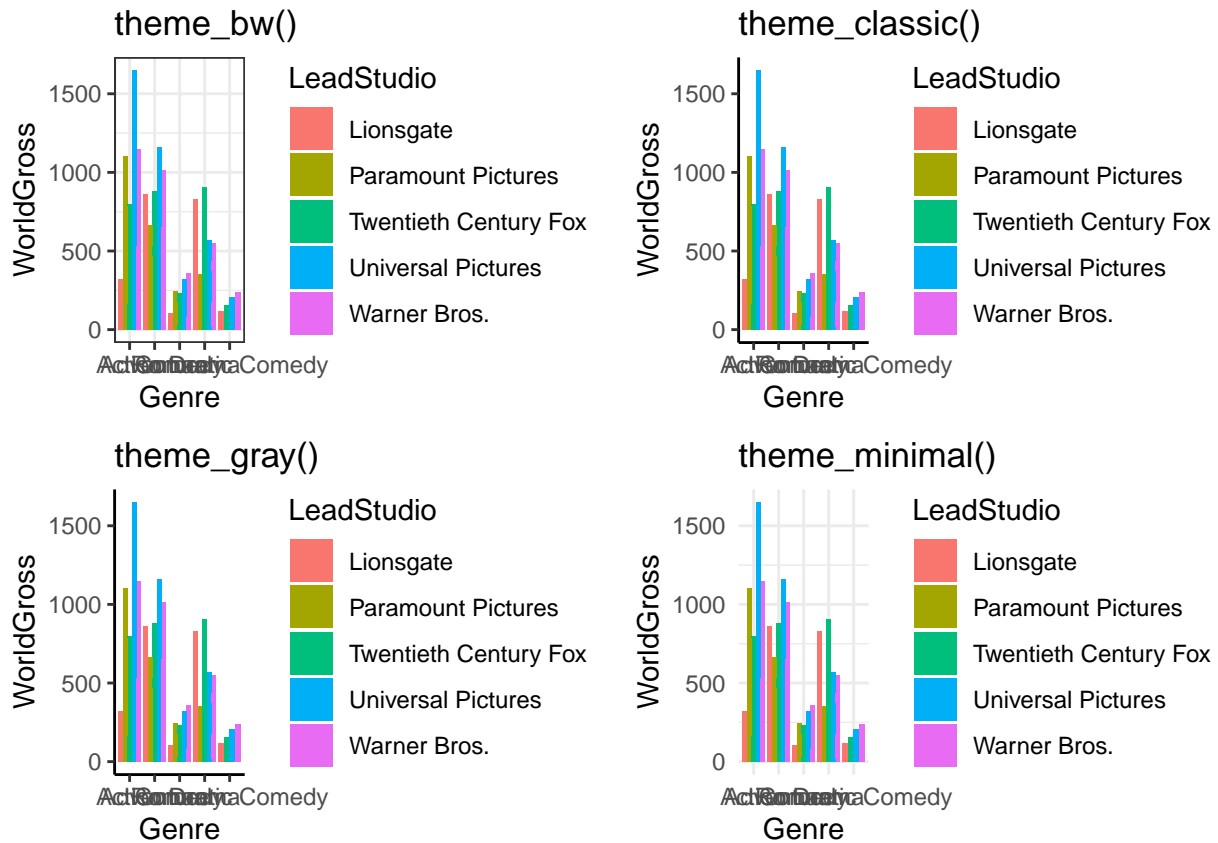 theme_bw()
WorldGross
1500
1000
500
0
Genre
LeadStudio
Lionsgate
Paramount Pictures
Twentieth Century Fox
Universal Pictures
Warner Bros.
theme_classic()
WorldGross
1500
1000
500
0
Genre
LeadStudio
Lionsgate
Paramount Pictures
Twentieth Century Fox
Universal Pictures
Warner Bros.
theme_gray()
WorldGross
1500
1000
500
0
Genre
LeadStudio
Lionsgate
Paramount Pictures
Twentieth Century Fox
Universal Pictures
Warner Bros.
theme_minimal()
WorldGross
1500
1000
500
0
Genre
LeadStudio
Lionsgate
Paramount Pictures
Twentieth Century Fox
Universal Pictures
Warner Bros.